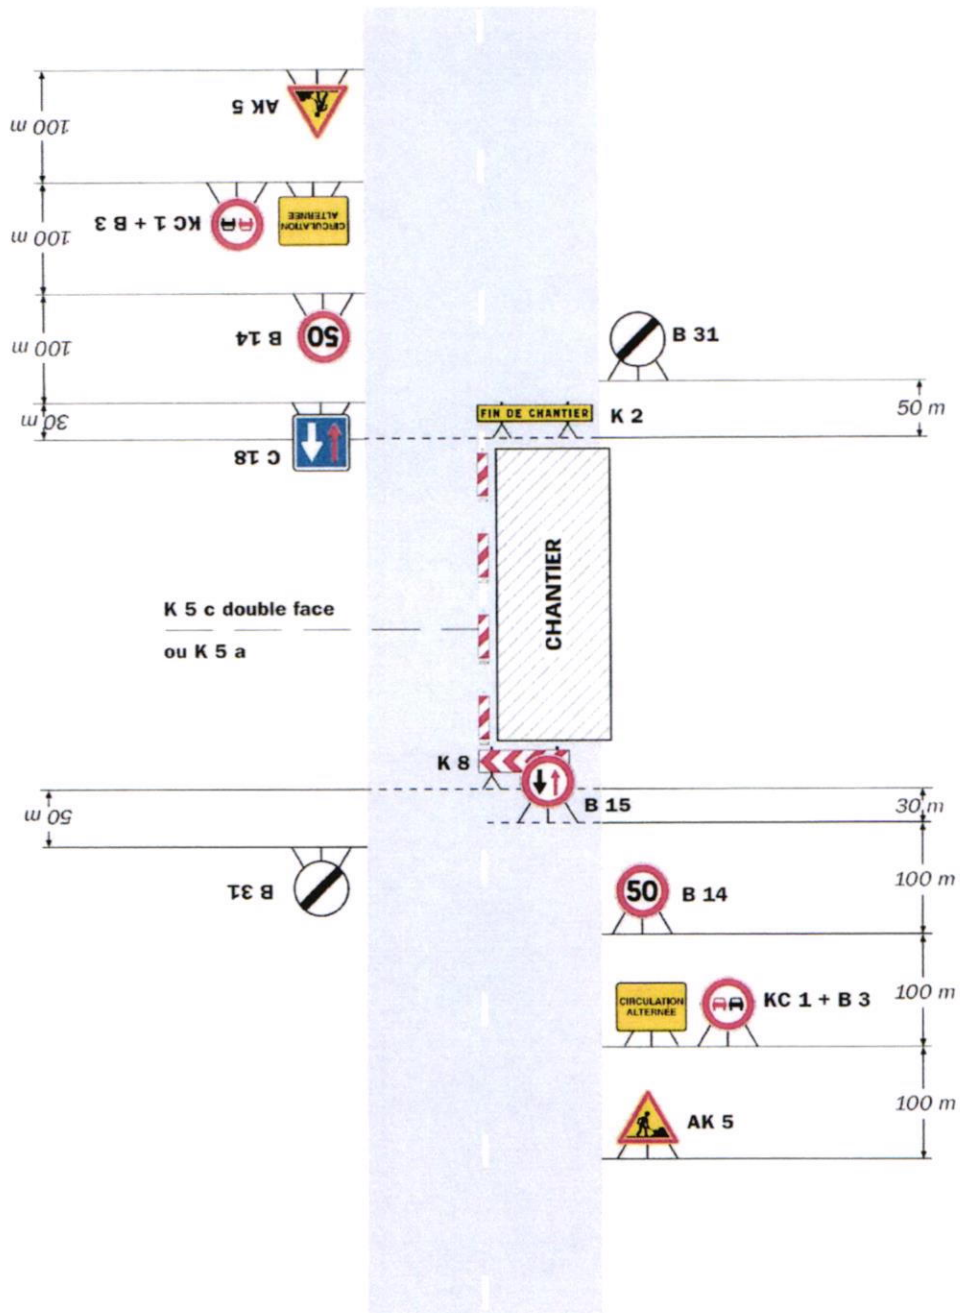 AK 5
100 m
KC 1 + B 3
CIRCULATION
ALTERNÉE
100 m
B 14
50
100 m
B 31
30 m
C 18
FIN DE CHANTIER
K 2
50 m
CHANTIER
K 5 c double face
ou K 5 a
K 8
B 15
30 m
50 m
B 31
50
B 14
100 m
CIRCULATION
ALTERNÉE
KC 1 + B 3
100 m
AK 5
100 m